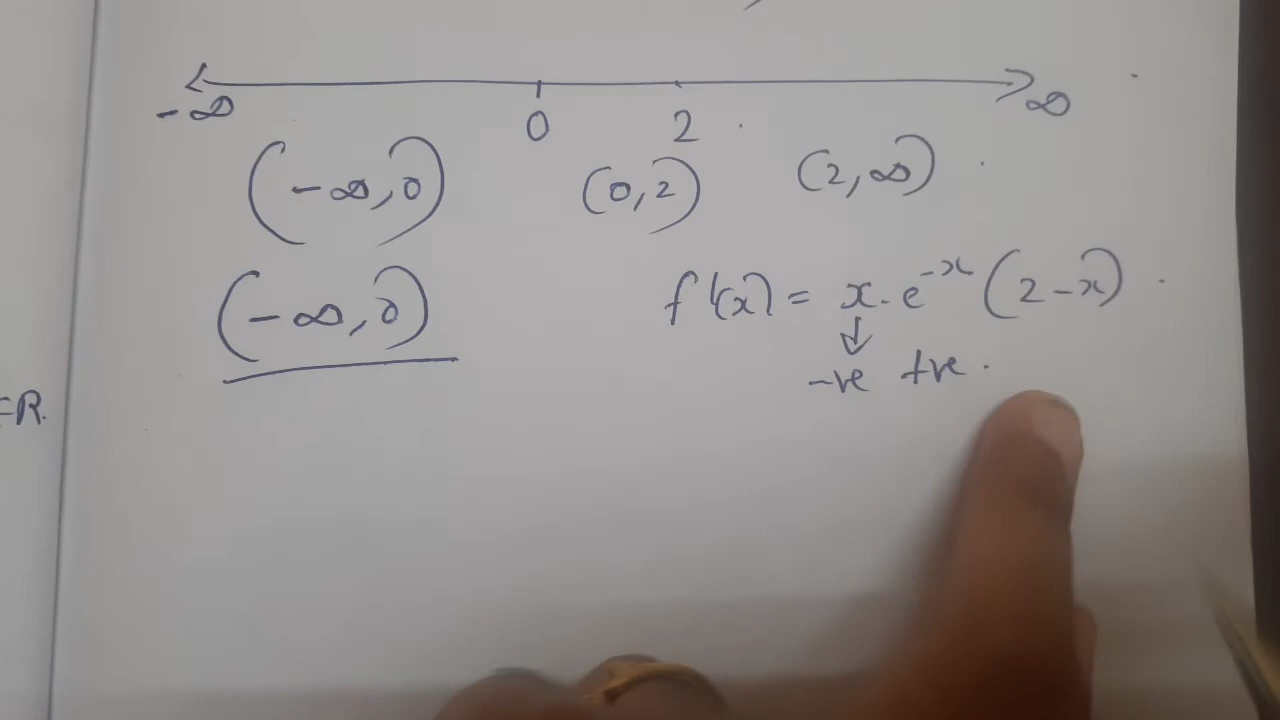 -∞ 0 2 ∞
(-∞,0) (0,2) (2,∞)
(-∞,0) f'(x) = x.e^{-x}(2-x)
-ve +ve.
=R.